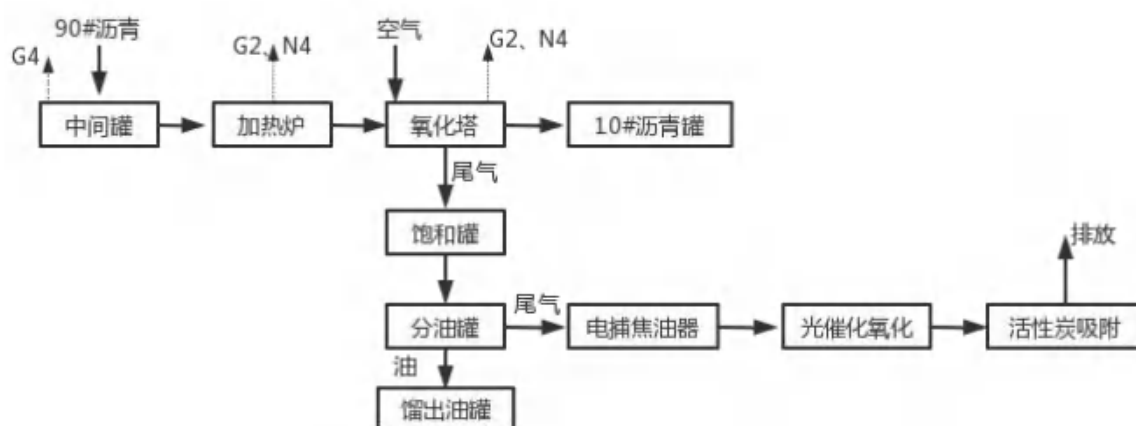 90#沥青
空气
G4
G2、N4
G2、N4
中间罐
加热炉
氧化塔
10#沥青罐
尾气
饱和罐
排放
尾气
分油罐
电捕焦油器
光催化氧化
活性炭吸附
油
馏出油罐